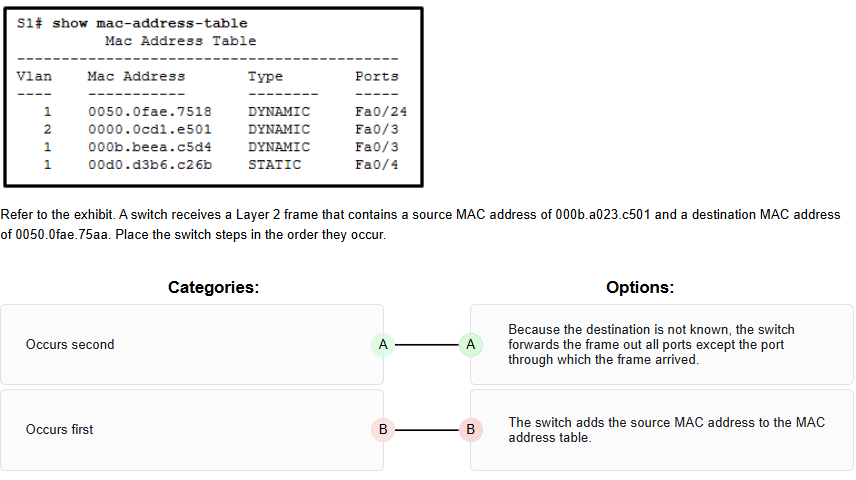 S1# show mac-address-table
Mac Address Table
-------------------------------------------
Vlan Mac Address Type Ports
---- ----------- -------- -----
1 0050.0fae.7518 DYNAMIC Fa0/24
2 0000.0cd1.e501 DYNAMIC Fa0/3
1 000b.beea.c5d4 DYNAMIC Fa0/3
1 00d0.d3b6.c26b STATIC Fa0/4
Refer to the exhibit. A switch receives a Layer 2 frame that contains a source MAC address of 000b.a023.c501 and a destination MAC address
of 0050.0fae.75aa. Place the switch steps in the order they occur.
Categories: Options:
Occurs second
A
A
Because the destination is not known, the switch
forwards the frame out all ports except the port
through which the frame arrived.
Occurs first
B
B
The switch adds the source MAC address to the MAC
address table.